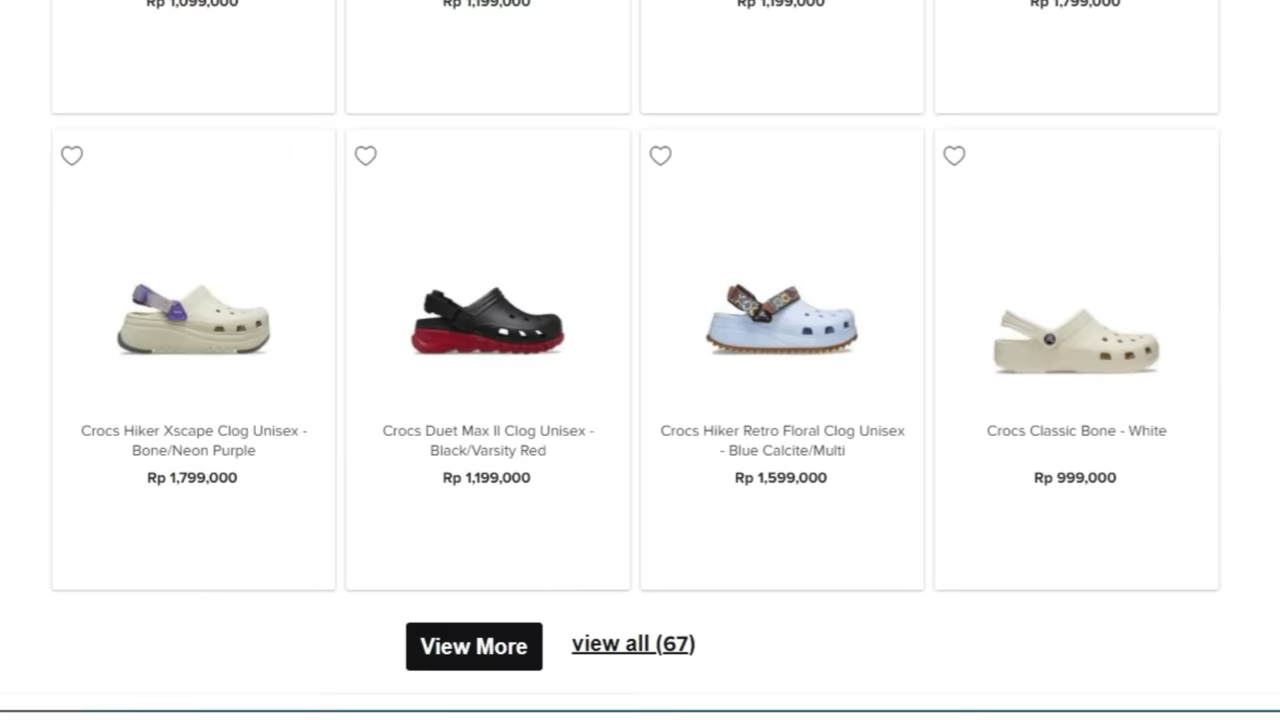 Rp 1,099,000
Rp 1,199,000
Rp 1,199,000
Rp 1,799,000
Crocs Hiker Xscape Clog Unisex -
Bone/Neon Purple
Rp 1,799,000
Crocs Duet Max II Clog Unisex -
Black/Varsity Red
Rp 1,199,000
Crocs Hiker Retro Floral Clog Unisex
- Blue Calcite/Multi
Rp 1,599,000
Crocs Classic Bone - White
Rp 999,000
View More
view all (67)